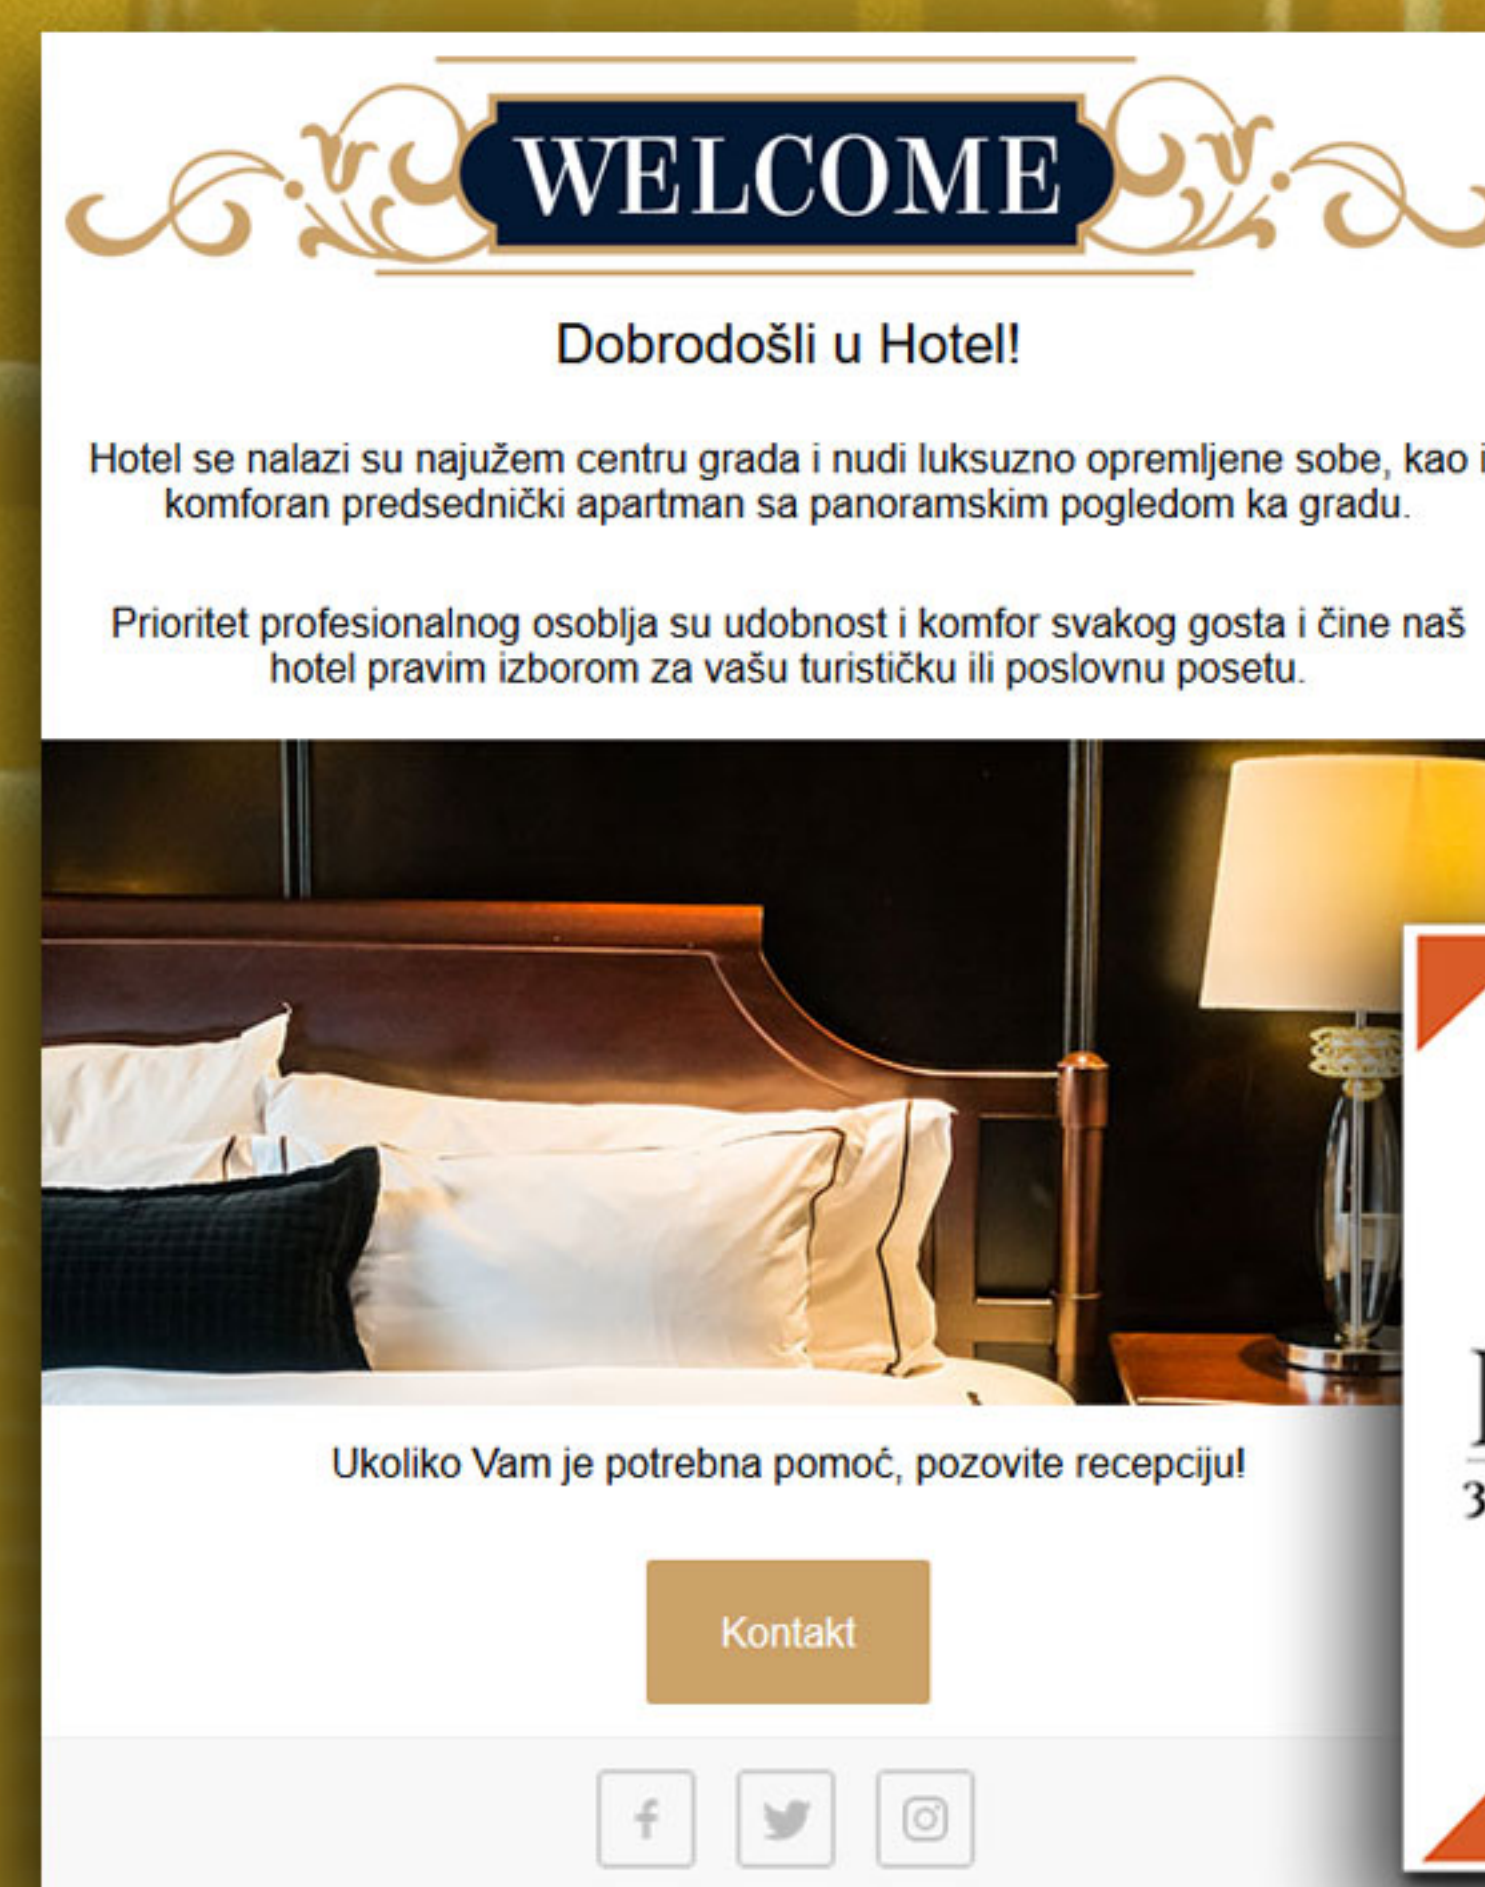 WELCOME
Dobrodošli u Hotel!
Hotel se nalazi su najužem centru grada i nudi luksuzno opremljene sobe, kao i
komforan predsednički apartman sa panoramskim pogledom ka gradu.
Prioritet profesionalnog osoblja su udobnost i komfor svakog gosta i čine naš
hotel pravim izborom za vašu turističku ili poslovnu posetu.
Ukoliko Vam je potrebna pomoć, pozovite recepciju!
Kontakt